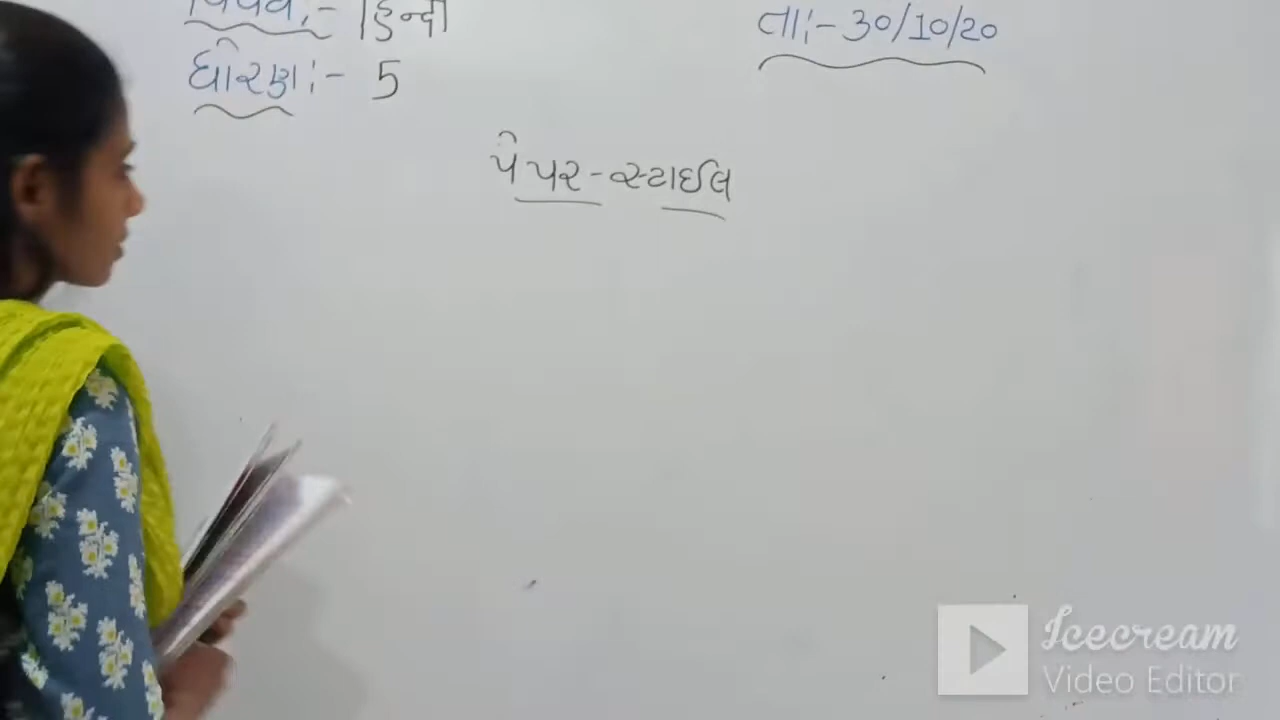 વિષય :- हिन्दी
તા :- 30/10/20
ધોરણ :- 5
પેપર - સ્ટાઈલ
Icecream
Video Editor